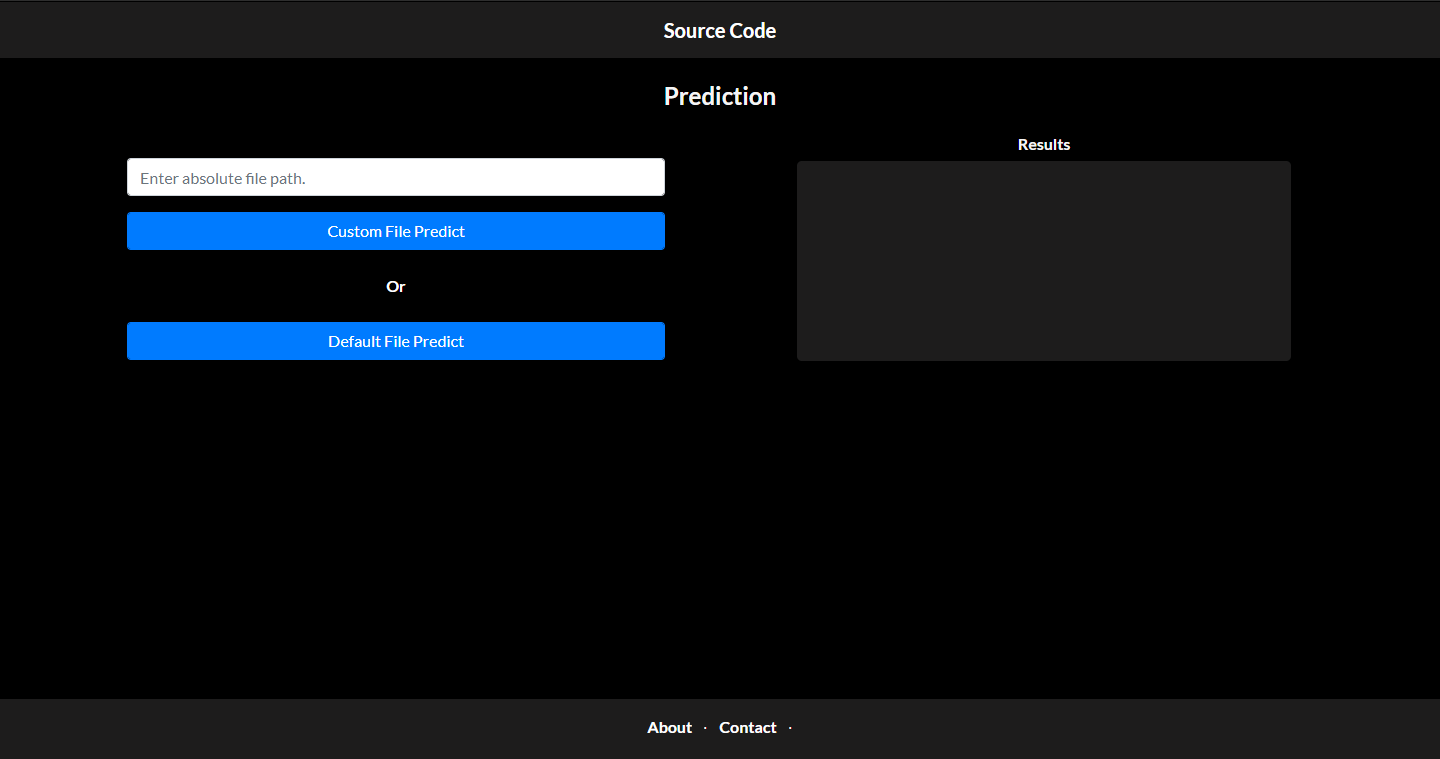 Source Code
Prediction
Enter absolute file path.
Custom File Predict
Or
Default File Predict
Results
About · Contact ·